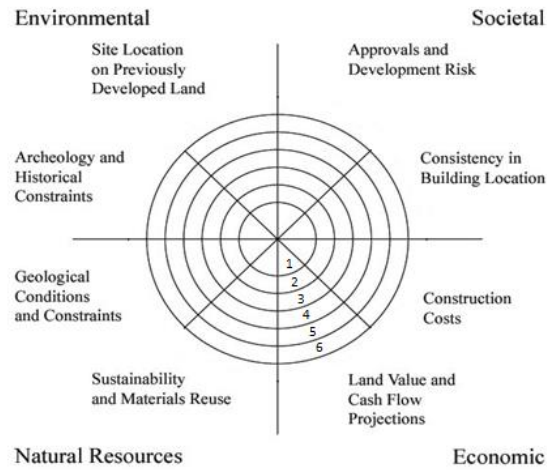 Environmental
Societal
Site Location
on Previously
Developed Land
Approvals and
Development Risk
Archeology and
Historical
Constraints
Consistency in
Building Location
1
2
3
4
5
6
Geological
Conditions
and Constraints
Construction
Costs
Sustainability
and Materials Reuse
Land Value and
Cash Flow
Projections
Natural Resources
Economic